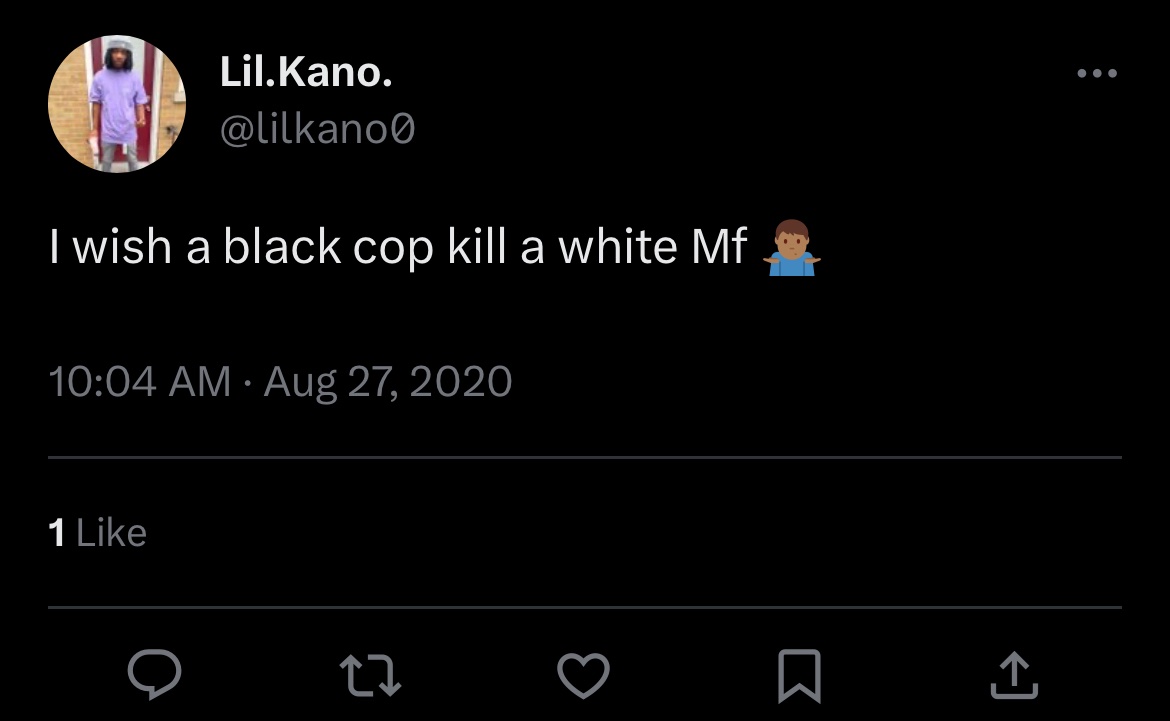 Lil.Kano.
@lilkano0
I wish a black cop kill a white Mf 🤷🏾‍♂️
10:04 AM · Aug 27, 2020
1 Like